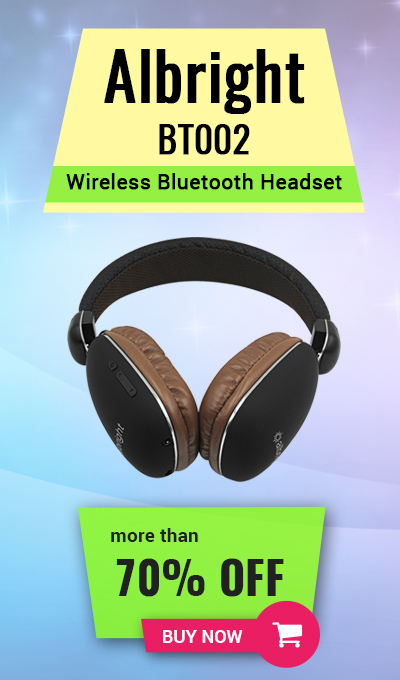 Albright
BT002
Wireless Bluetooth Headset
more than
70% OFF
BUY NOW